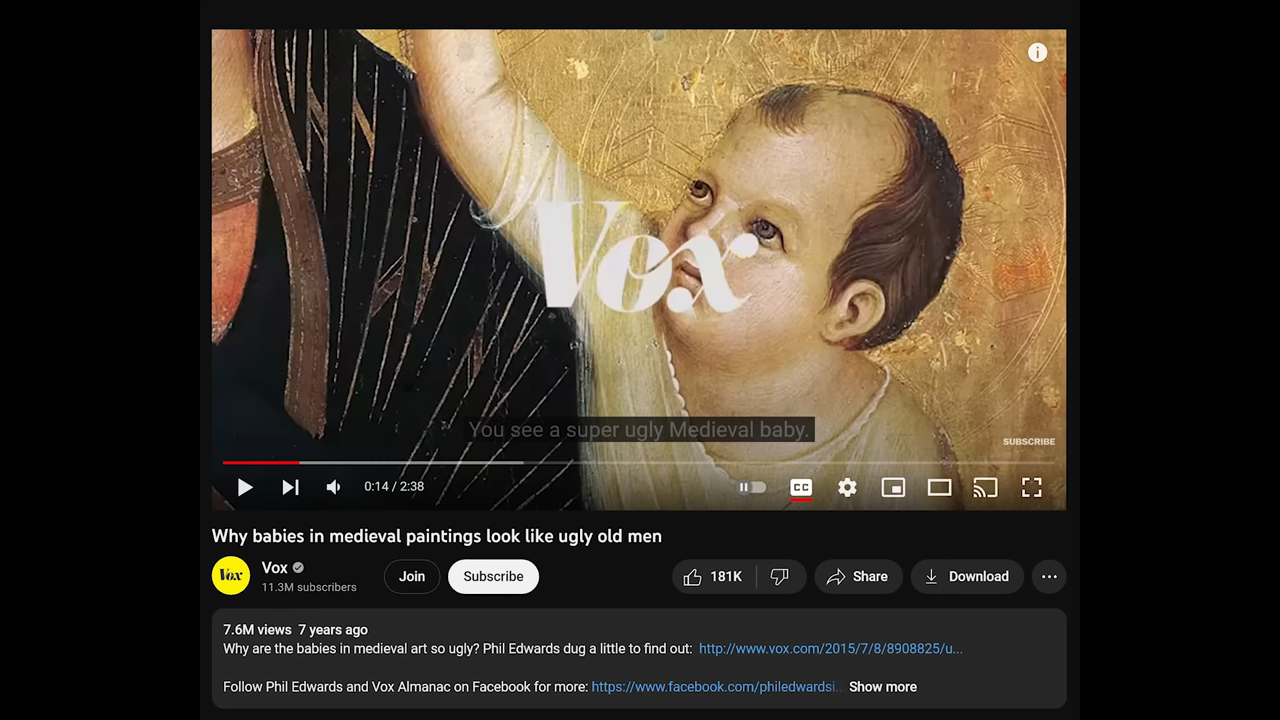 Vox
You see a super ugly Medieval baby.
SUBSCRIBE
0:14 / 2:38
CC
Why babies in medieval paintings look like ugly old men
Vox
Vox
11.3M subscribers
Join
Subscribe
181K
Share
Download
7.6M views 7 years ago
Why are the babies in medieval art so ugly? Phil Edwards dug a little to find out: http://www.vox.com/2015/7/8/8908825/u...
Follow Phil Edwards and Vox Almanac on Facebook for more: https://www.facebook.com/philedwardsi... Show more